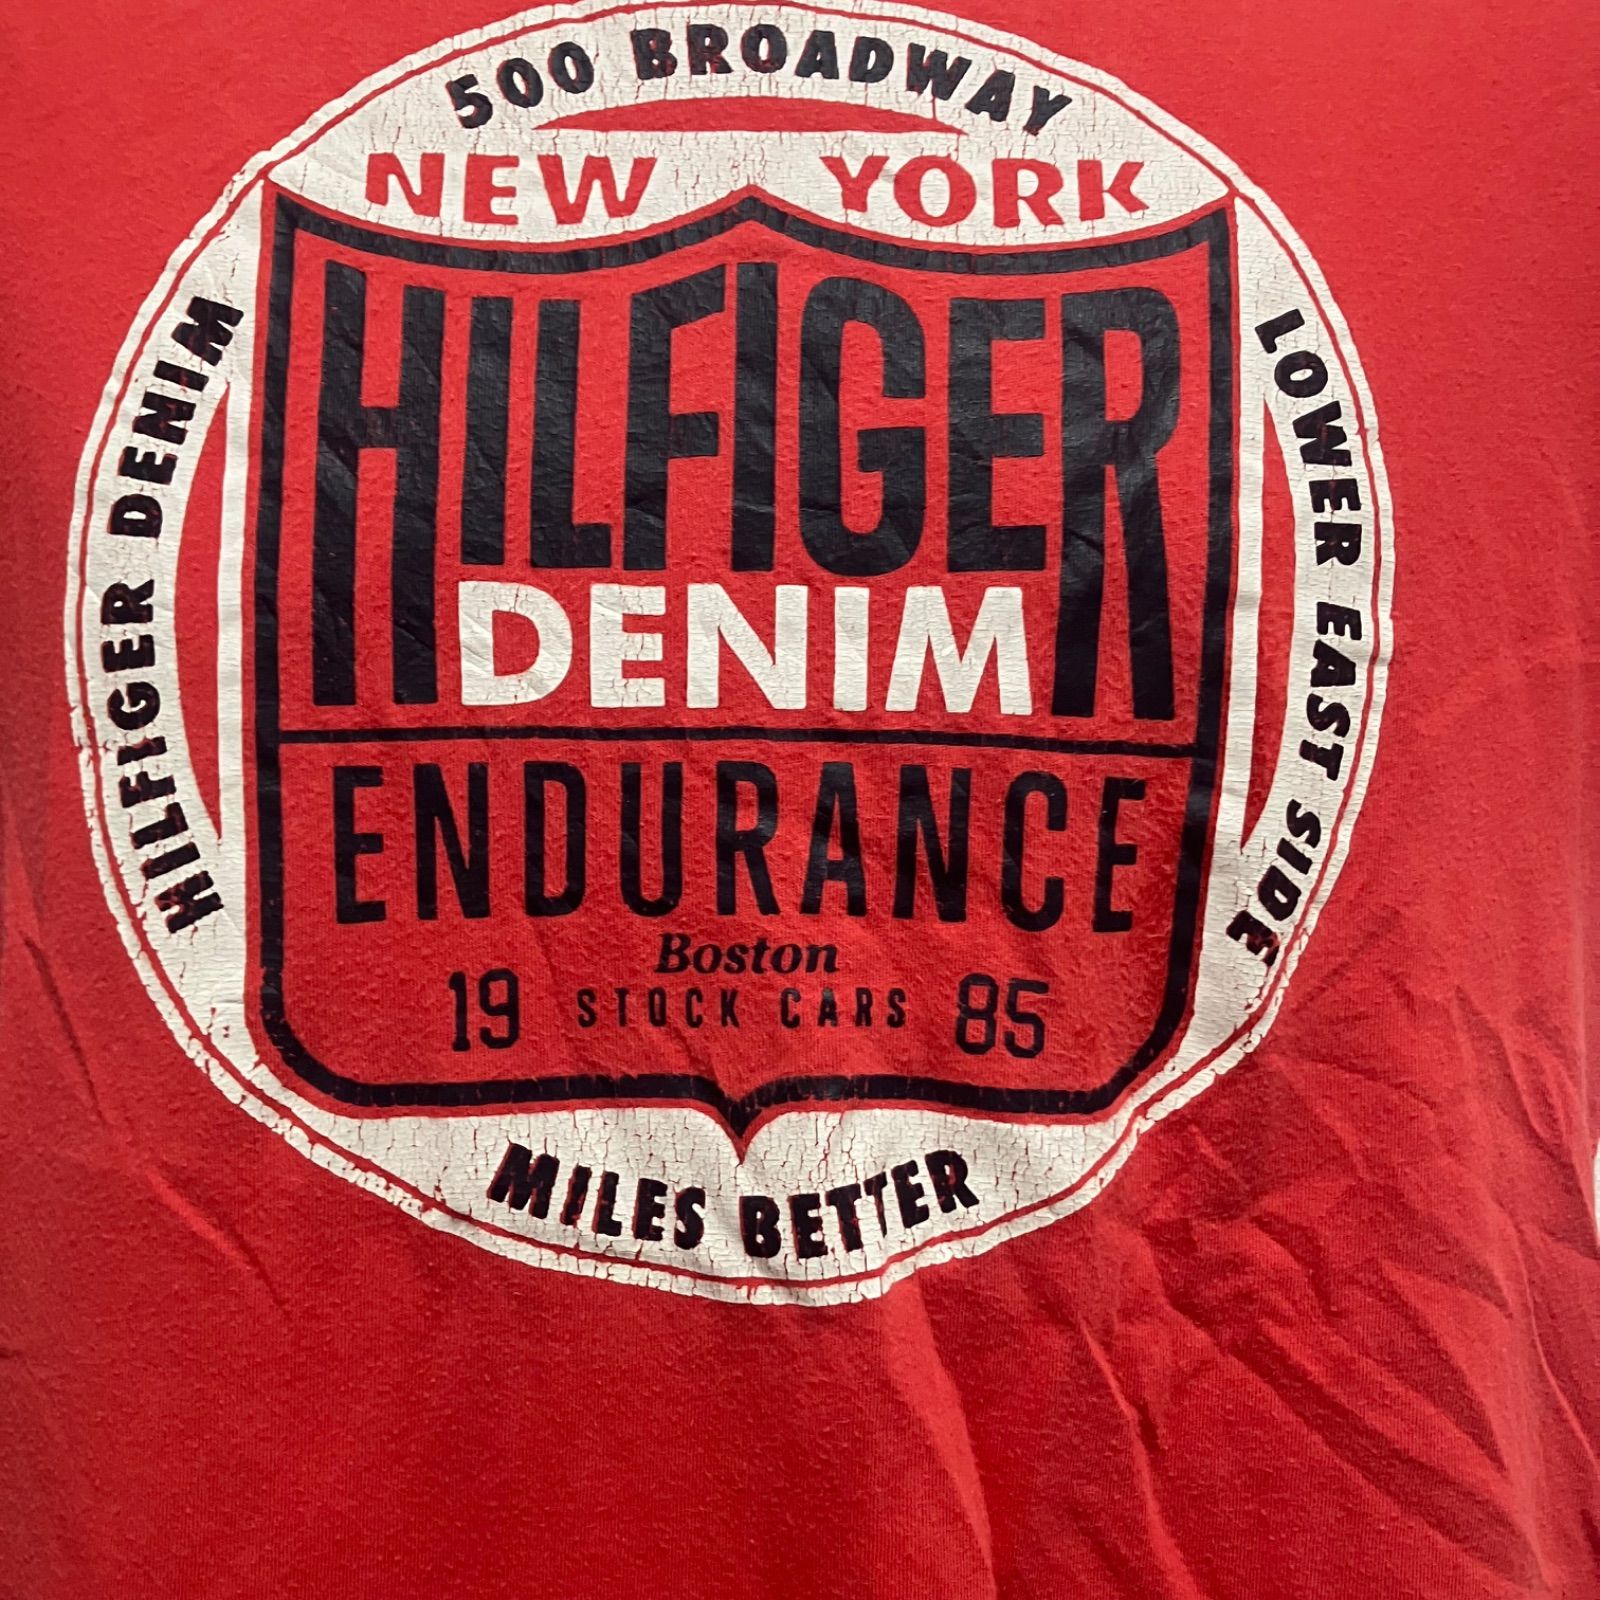 500 BROADWAY
NEW YORK
HILFIGER DENIM
LOWER EAST SIDE
HILFIGER
DENIM
ENDURANCE
Boston
19 STOCK CARS 85
MILES BETTER